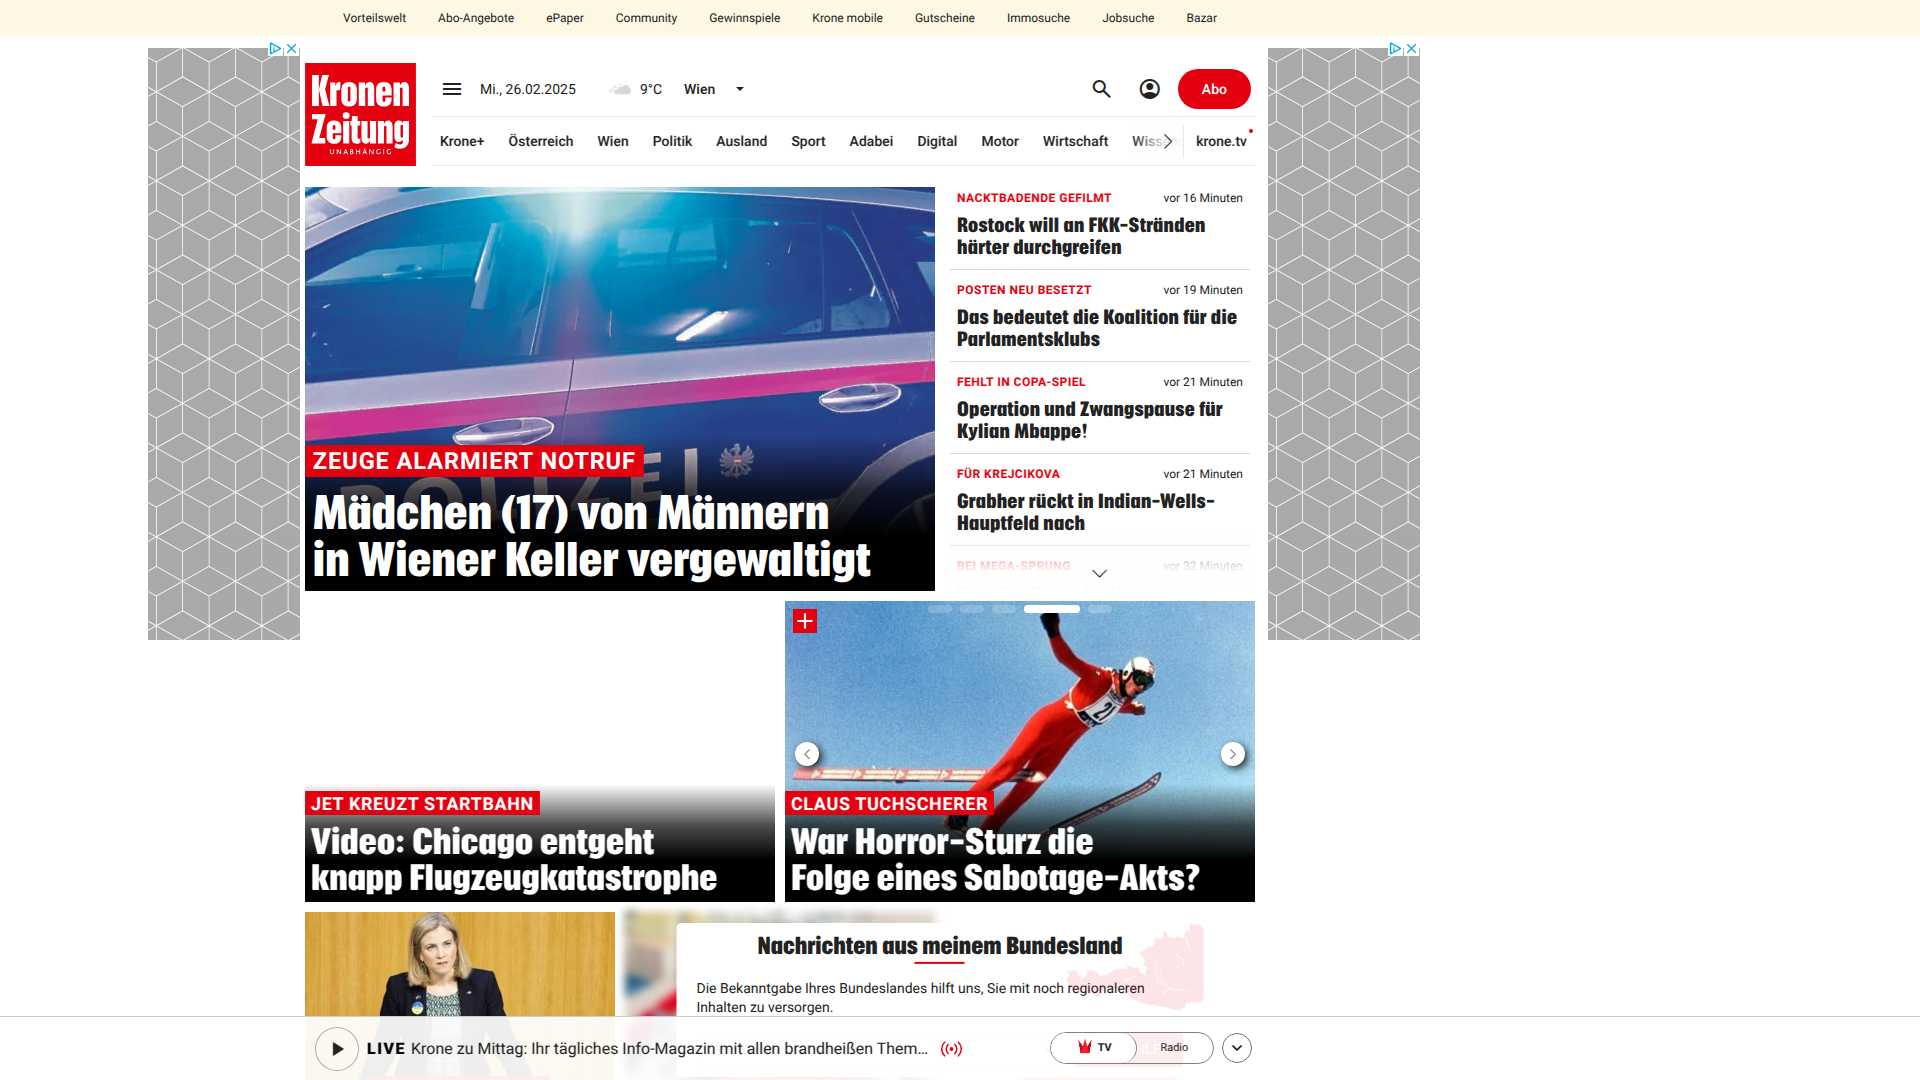 Vorteilswelt Abo-Angebote ePaper Community Gewinnspiele Krone mobile Gutscheine Immosuche Jobsuche Bazar
Kronen
Zeitung
UNABHÄNGIG
Mi., 26.02.2025 9°C Wien
Abo
Krone+ Österreich Wien Politik Ausland Sport Adabei Digital Motor Wirtschaft krone.tv
POLIZEI
ZEUGE ALARMIERT NOTRUF
Mädchen (17) von Männern
in Wiener Keller vergewaltigt
NACKTBADENDE GEFILMT vor 16 Minuten
Rostock will an FKK-Stränden
härter durchgreifen
POSTEN NEU BESETZT vor 19 Minuten
Das bedeutet die Koalition für die
Parlamentsklubs
FEHLT IN COPA-SPIEL vor 21 Minuten
Operation und Zwangspause für
Kylian Mbappe!
FÜR KREJCIKOVA vor 21 Minuten
Grabher rückt in Indian-Wells-
Hauptfeld nach
BEI MEGA-SPRUNG vor 32 Minuten
JET KREUZT STARTBAHN
Video: Chicago entgeht
knapp Flugzeugkatastrophe
21
CLAUS TUCHSCHERER
War Horror-Sturz die
Folge eines Sabotage-Akts?
Nachrichten aus meinem Bundesland
Die Bekanntgabe Ihres Bundeslandes hilft uns, Sie mit noch regionaleren
Inhalten zu versorgen.
LIVE Krone zu Mittag: Ihr tägliches Info-Magazin mit allen brandheißen Them...
TV Radio